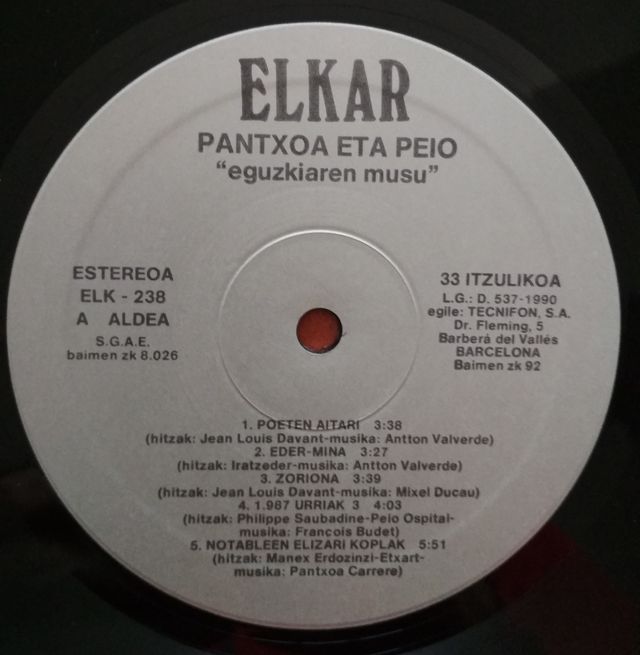 ELKAR
PANTXOA ETA PEIO
"eguzkiaren musu"
ESTEREOA
ELK - 238
A ALDEA
S.G.A.E.
baimen zk 8.026
33 ITZULIKOA
L.G.: D. 537-1990
egile: TECNIFON, S.A.
Dr. Fleming, 5
Barberá del Vallés
BARCELONA
Baimen zk 92
1. POETEN AITARI 3:38
(hitzak: Jean Louis Davant-musika: Antton Valverde)
2. EDER-MINA 3:27
(hitzak: Iratzeder-musika: Antton Valverde)
3. ZORIONA 3:39
(hitzak: Jean Louis Davant-musika: Mixel Ducau)
4. 1.987 URRIAK 3 4:03
(hitzak: Philippe Saubadine-Peio Ospital-
musika: François Budet)
5. NOTABLEEN ELIZARI KOPLAK 5:51
(hitzak: Manex Erdozinzi-Etxart-
musika: Pantxoa Carrere)